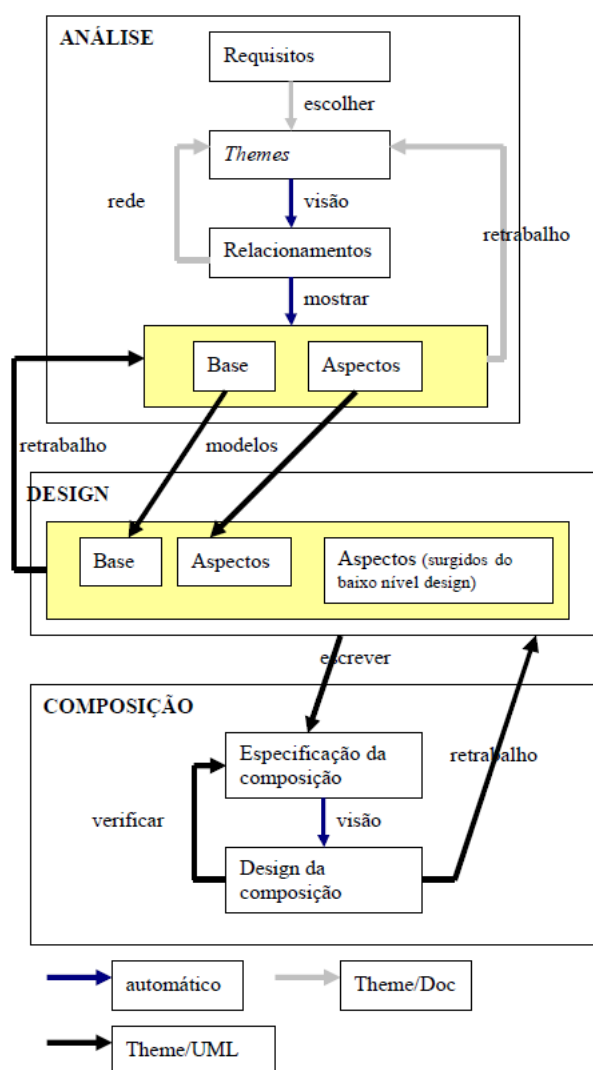 ANÁLISE
Requisitos
escolher
Themes
rede
visão
retrabalho
Relacionamentos
mostrar
Base
Aspectos
retrabalho
modelos
DESIGN
Base
Aspectos
Aspectos (surgidos do
baixo nível design)
escrever
COMPOSIÇÃO
Especificação da
composição
retrabalho
verificar
visão
Design da
composição
automático
Theme/Doc
Theme/UML